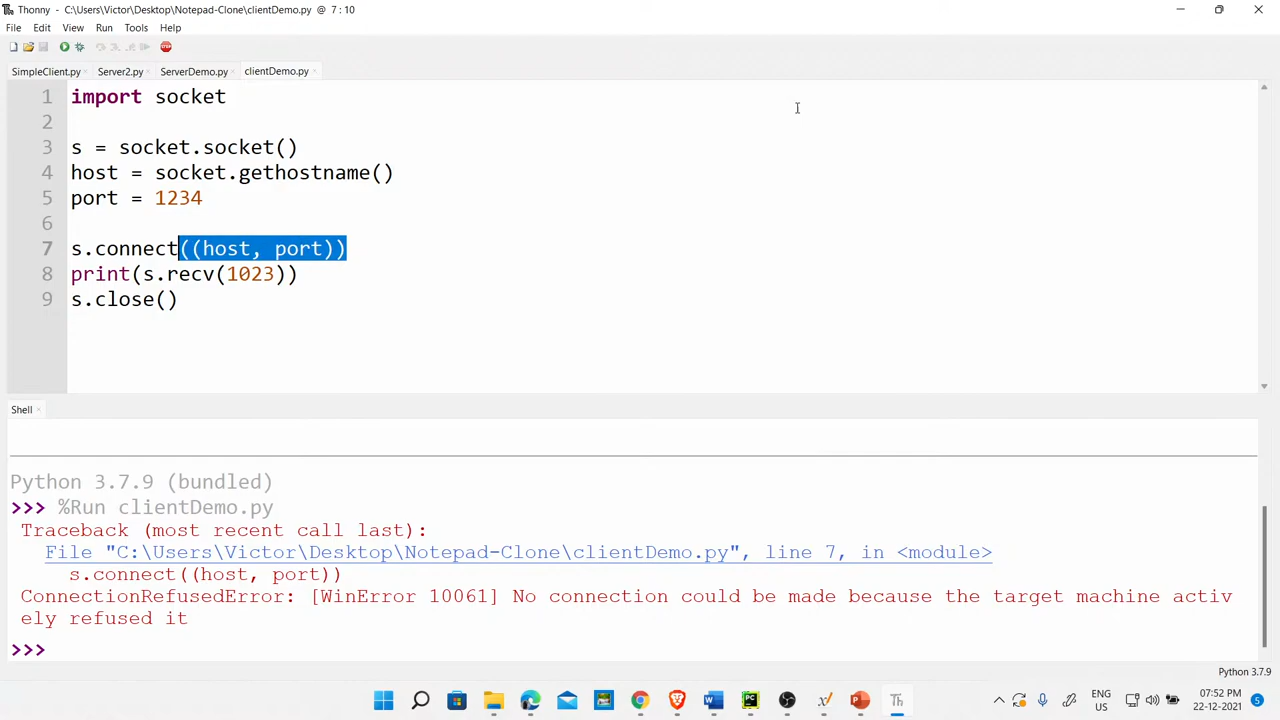 Thonny - C:\Users\Victor\Desktop\Notepad-Clone\clientDemo.py @ 7 : 10
File Edit View Run Tools Help
SimpleClient.py Server2.py ServerDemo.py clientDemo.py
1 import socket
2
3 s = socket.socket()
4 host = socket.gethostname()
5 port = 1234
6
7 s.connect((host, port))
8 print(s.recv(1023))
9 s.close()
Shell
Python 3.7.9 (bundled)
>>> %Run clientDemo.py
Traceback (most recent call last):
File "C:\Users\Victor\Desktop\Notepad-Clone\clientDemo.py", line 7, in <module>
s.connect((host, port))
ConnectionRefusedError: [WinError 10061] No connection could be made because the target machine activ
ely refused it
>>>
Python 3.7.9
ENG 07:52 PM
US 22-12-2021 5